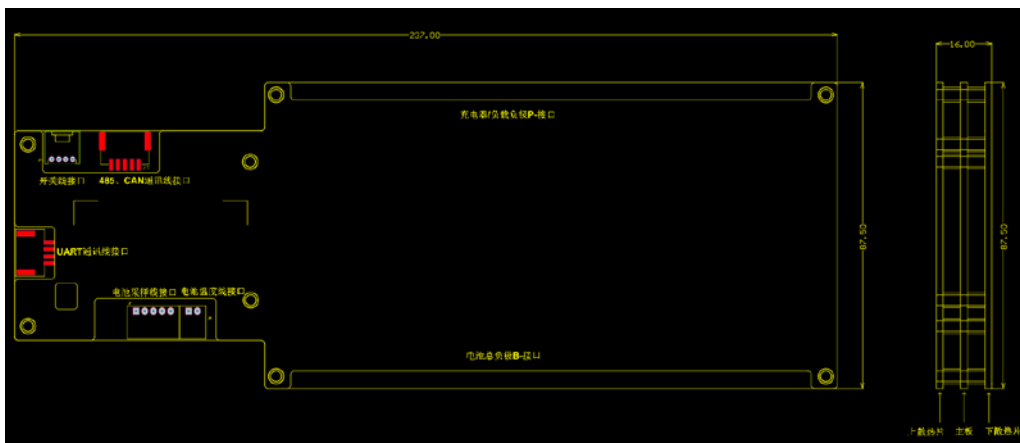 237.00
16.00
充电器/负载负极P-接口
开关线接口
485、CAN通讯线接口
87.50
87.50
UART通讯线接口
电池采样线接口
电池温度线接口
电池总负极B-接口
上散热片
主板
下散热片